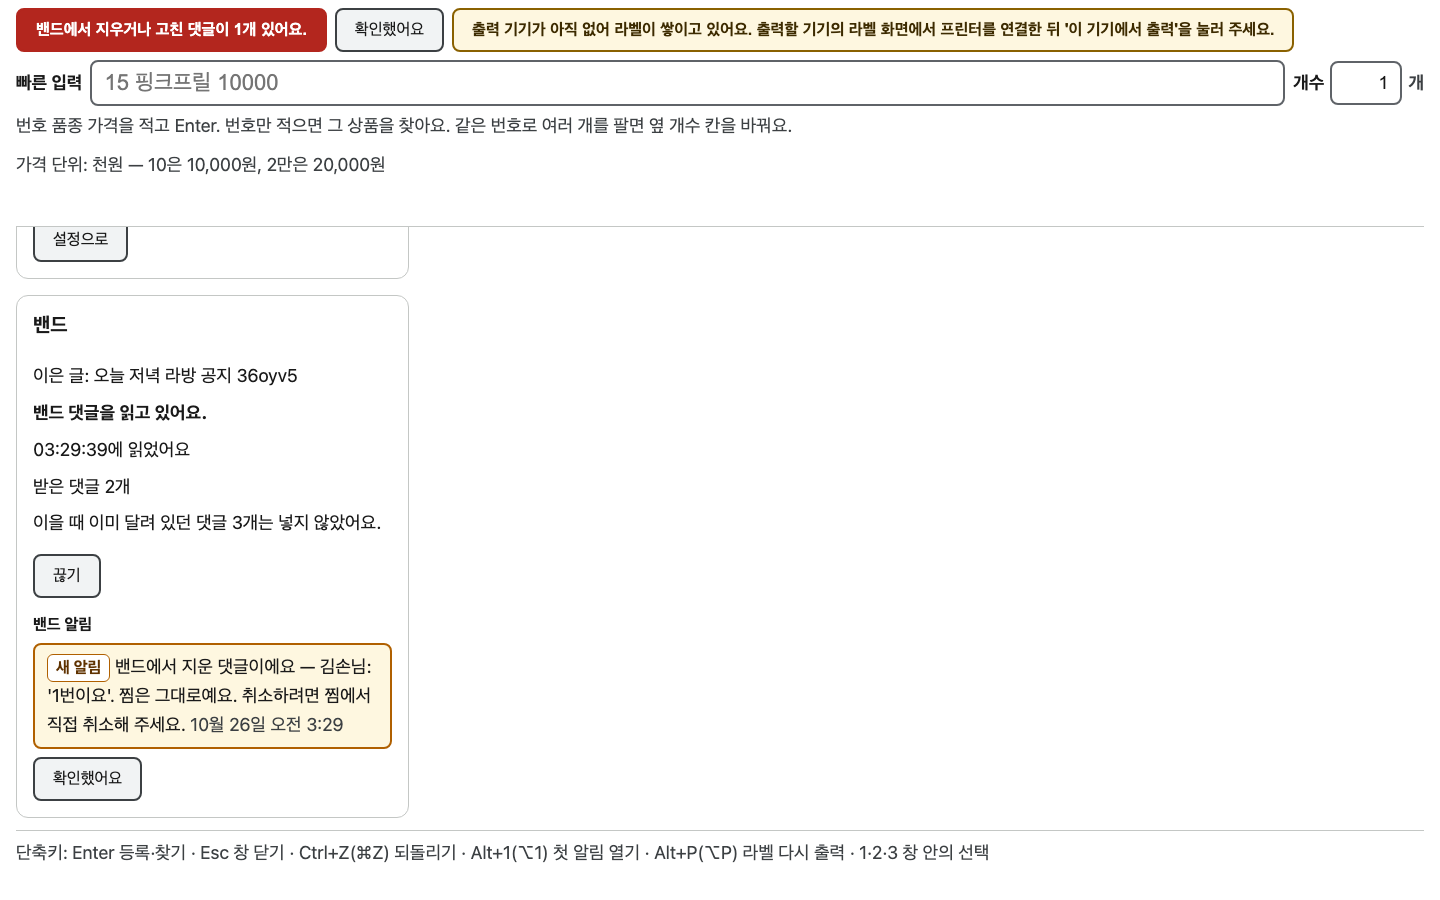 밴드에서 지우거나 고친 댓글이 1개 있어요.
확인했어요
출력 기기가 아직 없어 라벨이 쌓이고 있어요. 출력할 기기의 라벨 화면에서 프린터를 연결한 뒤 '이 기기에서 출력'을 눌러 주세요.
빠른 입력
15 핑크프릴 10000
개수
1
개
번호 품종 가격을 적고 Enter. 번호만 적으면 그 상품을 찾아요. 같은 번호로 여러 개를 팔면 옆 개수 칸을 바꿔요.
가격 단위: 천원 — 10은 10,000원, 2만은 20,000원
설정으로
밴드
이은 글: 오늘 저녁 라방 공지 36oyv5
밴드 댓글을 읽고 있어요.
03:29:39에 읽었어요
받은 댓글 2개
이을 때 이미 달려 있던 댓글 3개는 넣지 않았어요.
끊기
밴드 알림
새 알림 밴드에서 지운 댓글이에요 — 김손님:
'1번이요'. 찜은 그대로예요. 취소하려면 찜에서
직접 취소해 주세요. 10월 26일 오전 3:29
확인했어요
단축키: Enter 등록·찾기 · Esc 창 닫기 · Ctrl+Z(⌘Z) 되돌리기 · Alt+1(⌥1) 첫 알림 열기 · Alt+P(⌥P) 라벨 다시 출력 · 1·2·3 창 안의 선택